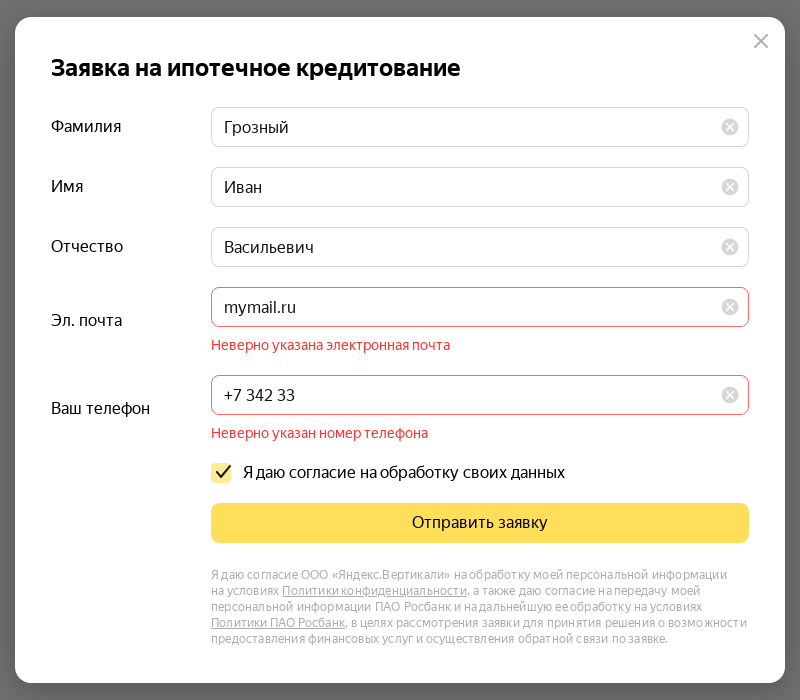 Заявка на ипотечное кредитование
Фамилия
Грозный
Имя
Иван
Отчество
Васильевич
Эл. почта
mymail.ru
Неверно указана электронная почта
Ваш телефон
+7 342 33
Неверно указан номер телефона
Я даю согласие на обработку своих данных
Отправить заявку
Я даю согласие ООО «Яндекс.Вертикали» на обработку моей персональной информации
на условиях Политики конфиденциальности, а также даю согласие на передачу моей
персональной информации ПАО Росбанк и на дальнейшую ее обработку на условиях
Политики ПАО Росбанк, в целях рассмотрения заявки для принятия решения о возможности
предоставления финансовых услуг и осуществления обратной связи по заявке.